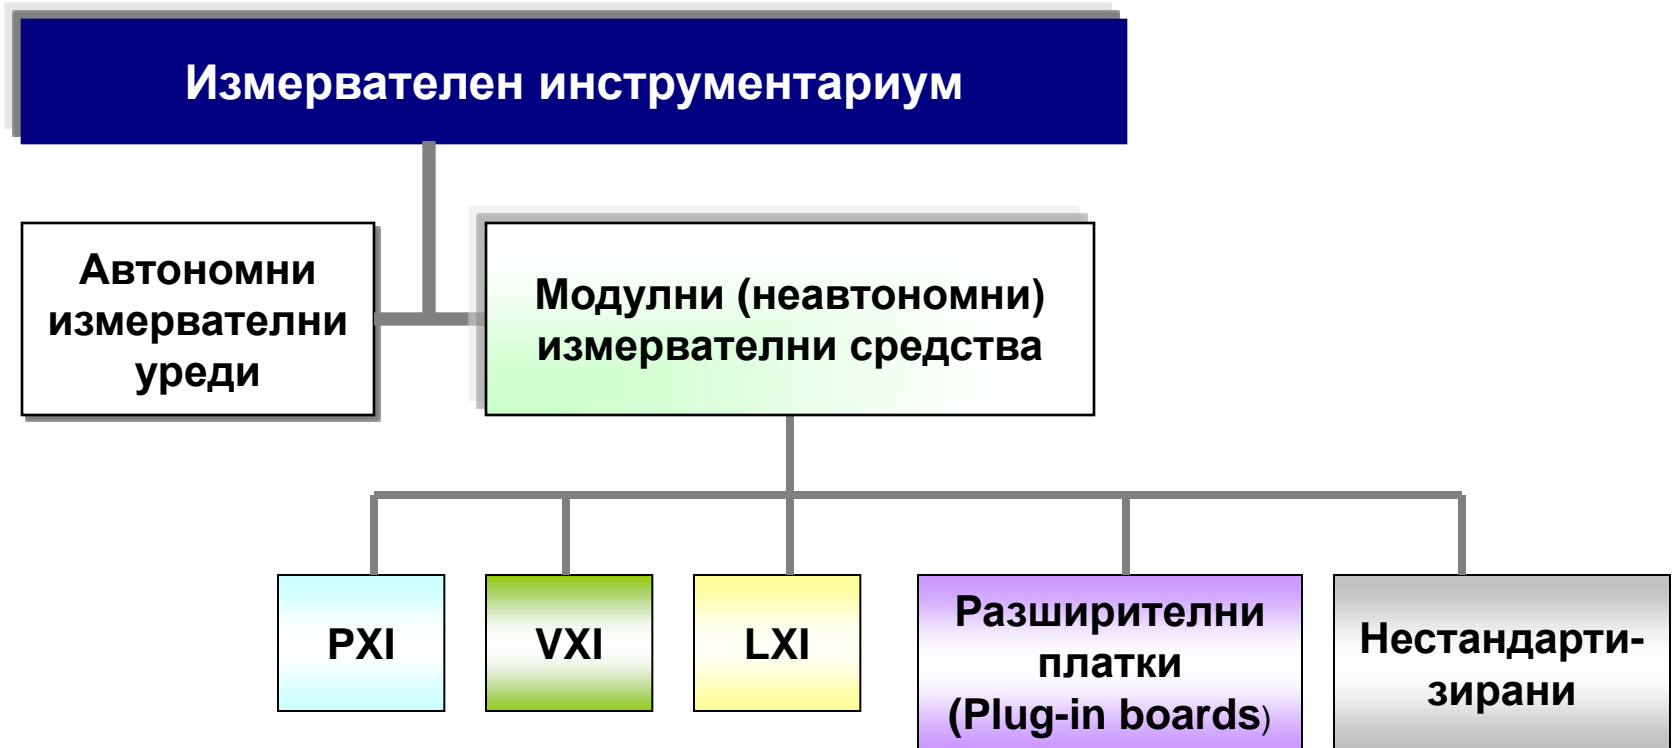 Измервателен инструментариум
Автономни
измервателни
уреди
Модулни (неавтономни)
измервателни средства
PXI
VXI
LXI
Разширителни
платки
(Plug-in boards)
Нестандарти-
зирани